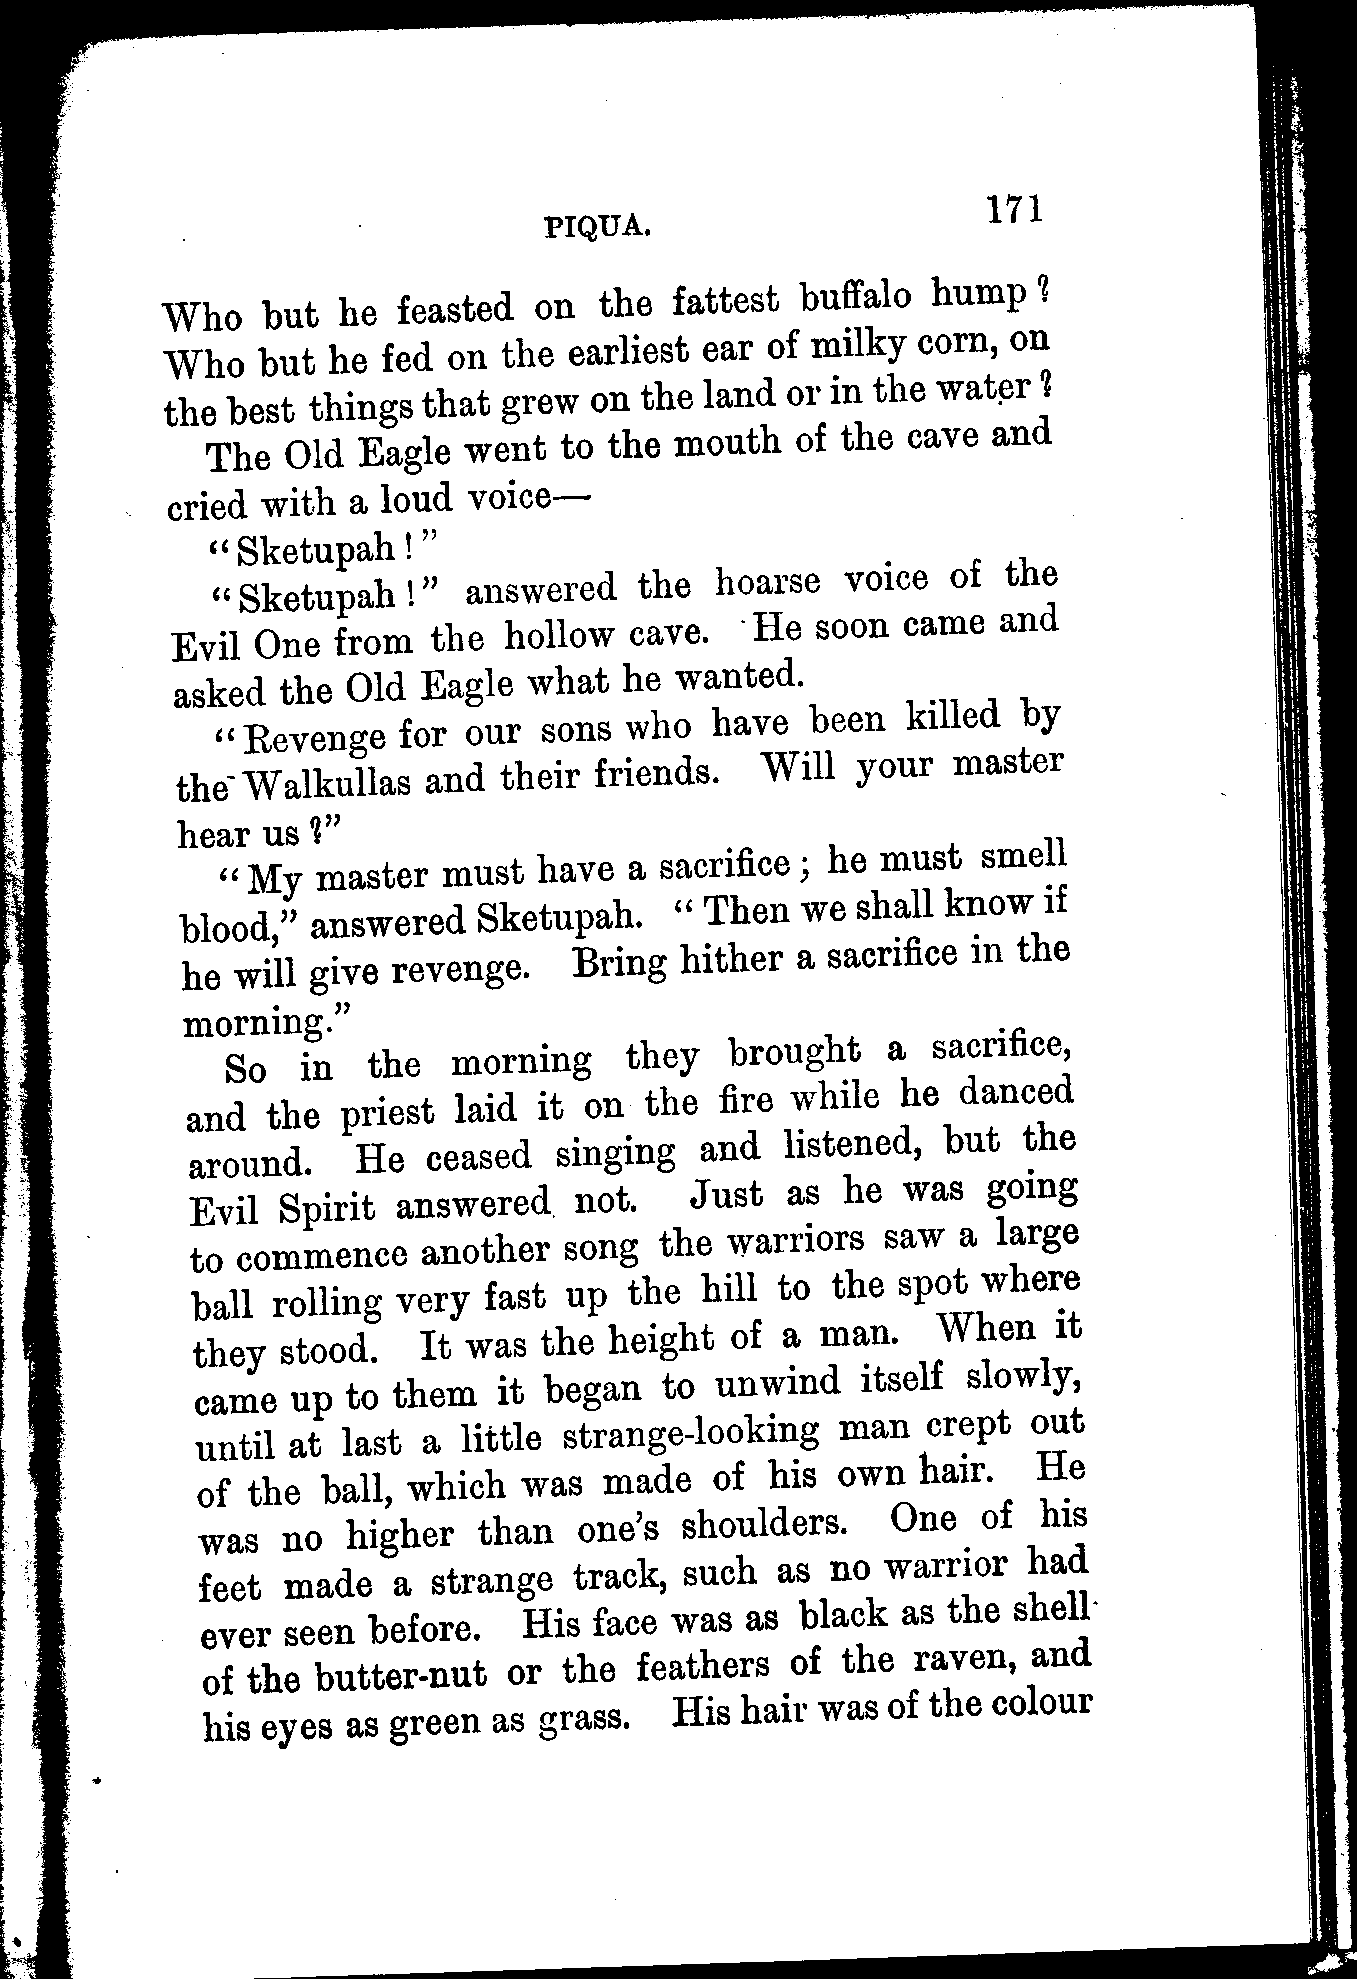 PIQUA. 171
Who but he feasted on the fattest buffalo hump?
Who but he fed on the earliest ear of milky corn, on
the best things that grew on the land or in the water?
The Old Eagle went to the mouth of the cave and
cried with a loud voice—
“Sketupah!”
“Sketupah!” answered the hoarse voice of the
Evil One from the hollow cave. He soon came and
asked the Old Eagle what he wanted.
“Revenge for our sons who have been killed by
the Walkullas and their friends. Will your master
hear us?”
“My master must have a sacrifice; he must smell
blood,” answered Sketupah. “Then we shall know if
he will give revenge. Bring hither a sacrifice in the
morning.”
So in the morning they brought a sacrifice,
and the priest laid it on the fire while he danced
around. He ceased singing and listened, but the
Evil Spirit answered not. Just as he was going
to commence another song the warriors saw a large
ball rolling very fast up the hill to the spot where
they stood. It was the height of a man. When it
came up to them it began to unwind itself slowly,
until at last a little strange-looking man crept out
of the ball, which was made of his own hair. He
was no higher than one’s shoulders. One of his
feet made a strange track, such as no warrior had
ever seen before. His face was as black as the shell
of the butter-nut or the feathers of the raven, and
his eyes as green as grass. His hair was of the colour